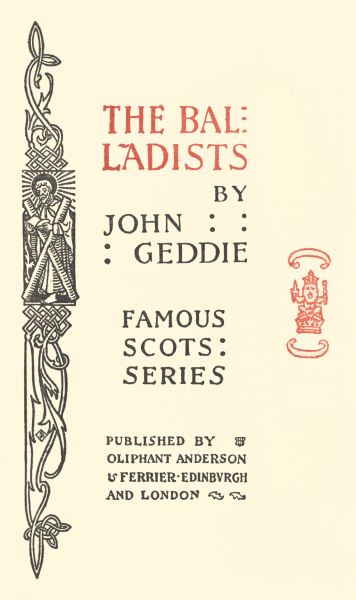 THE BAL:
LADISTS
BY
JOHN : :
: GEDDIE
FAMOUS
SCOTS:
SERIES
PUBLISHED BY
OLIPHANT ANDERSON
& FERRIER·EDINBVRGH
AND LONDON